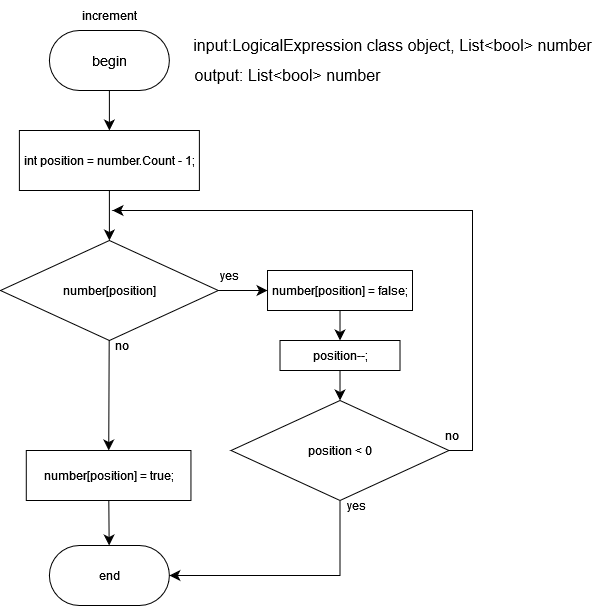 increment
begin
input:LogicalExpression class object, List<bool> number
output: List<bool> number
int position = number.Count - 1;
number[position]
yes
number[position] = false;
no
position--;
position < 0
no
number[position] = true;
yes
end